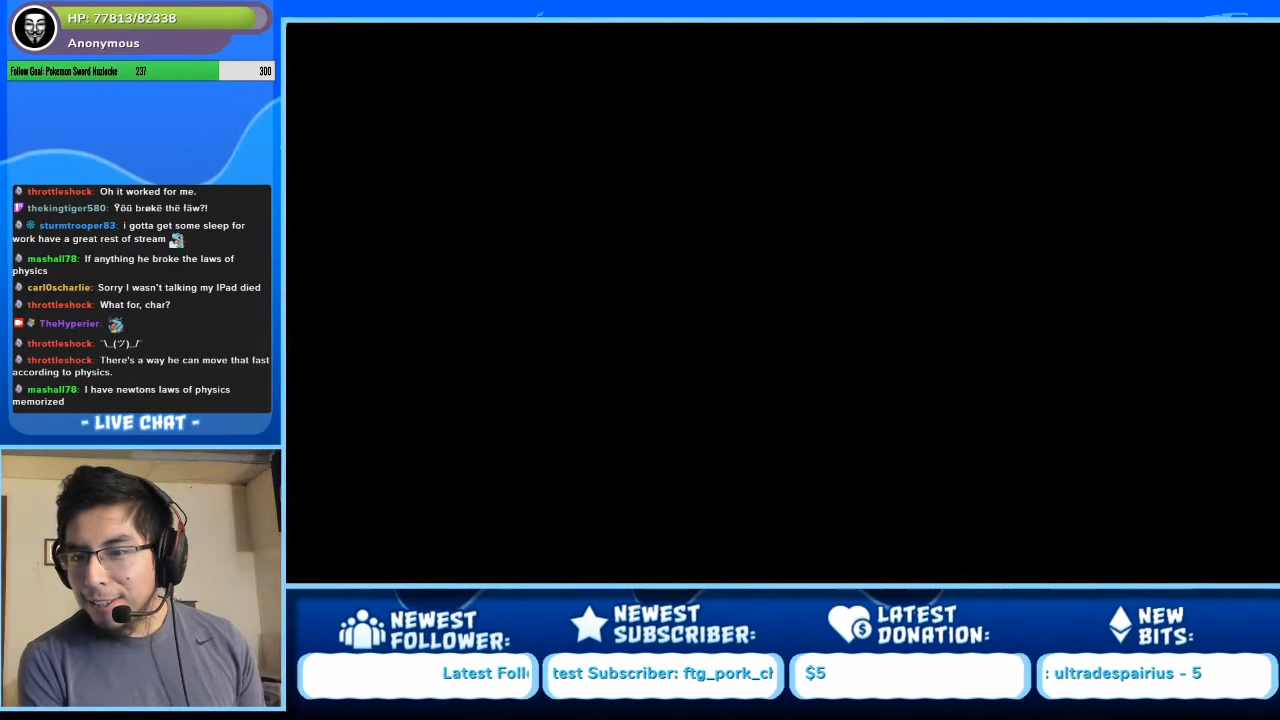 HP: 77813/82338
Anonymous
Follow Goal: Pokemon Sword Nuzlocke 237 300
throttleshock: Oh it worked for me.
thekingtiger580: Ÿöü brøkë thë łäw?!
sturmtrooper83: i gotta get some sleep for
work have a great rest of stream
mashall78: If anything he broke the laws of
physics
carl0scharlie: Sorry I wasn't talking my IPad died
throttleshock: What for, char?
TheHyperier:
throttleshock: ¯\_(ツ)_/¯
throttleshock: There's a way he can move that fast
according to physics.
mashall78: I have newtons laws of physics
memorized
- LIVE CHAT -
NEWEST
FOLLOWER:
Latest Foll
NEWEST
SUBSCRIBER:
test Subscriber: ftg_pork_ch
LATEST
DONATION:
$5
NEW
BITS:
: ultradespairius - 5